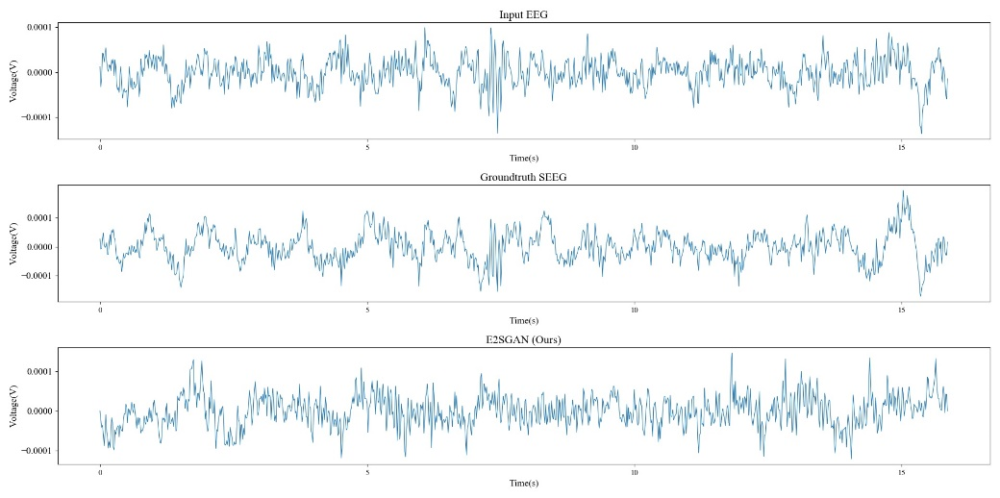 Input EEG
0.0001
0.0000
−0.0001
Voltage(V)
0 5 10 15
Time(s)
Groundtruth SEEG
0.0001
0.0000
−0.0001
Voltage(V)
0 5 10 15
Time(s)
E2SGAN (Ours)
0.0001
0.0000
−0.0001
Voltage(V)
0 5 10 15
Time(s)